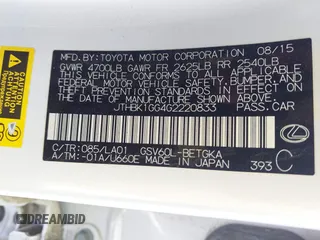 MFD.BY:TOYOTA MOTOR CORPORATION 08/15
GVWR 4700LB GAWR FR 2625LB RR 2540LB
THIS VEHICLE CONFORMS TO ALL APPLICABLE
FEDERAL MOTOR VEHICLE SAFETY, BUMPER, AND
THEFT PREVENTION STANDARDS IN EFFECT ON
THE DATE OF MANUFACTURE SHOWN ABOVE.
JTHBK1GG4G2220833 PASS.CAR
C/TR:085/LA01 GSV60L-BETGKA
A/TM:-01A/U660E MADE IN JAPAN 393 C
DREAMBID